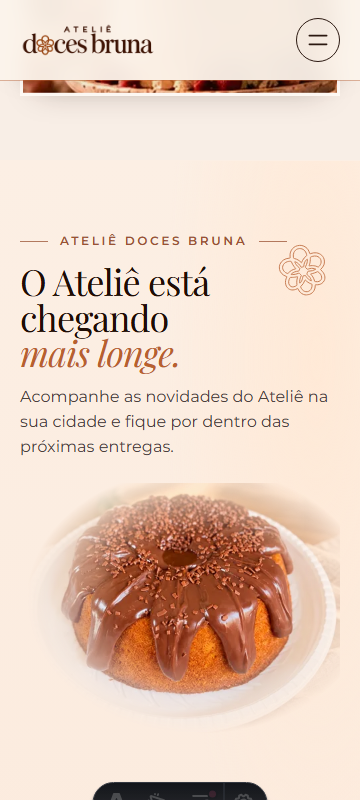 ATELIÊ
doces bruna
ATELIÊ DOCES BRUNA
O Ateliê está
chegando
mais longe.
Acompanhe as novidades do Ateliê na
sua cidade e fique por dentro das
próximas entregas.